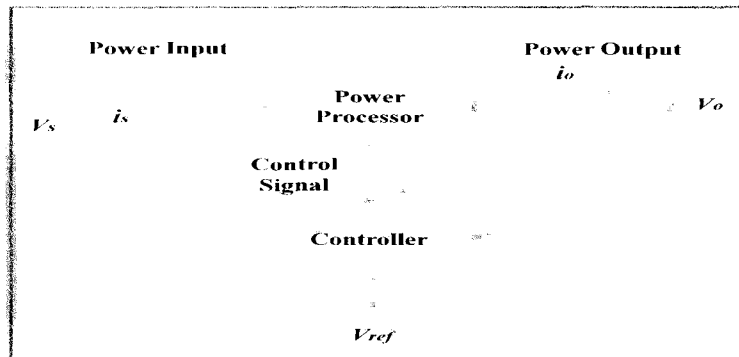 Power Input
Power Output
io
Power
Processor
Vo
Vs
is
Control
Signal
Controller
Vref